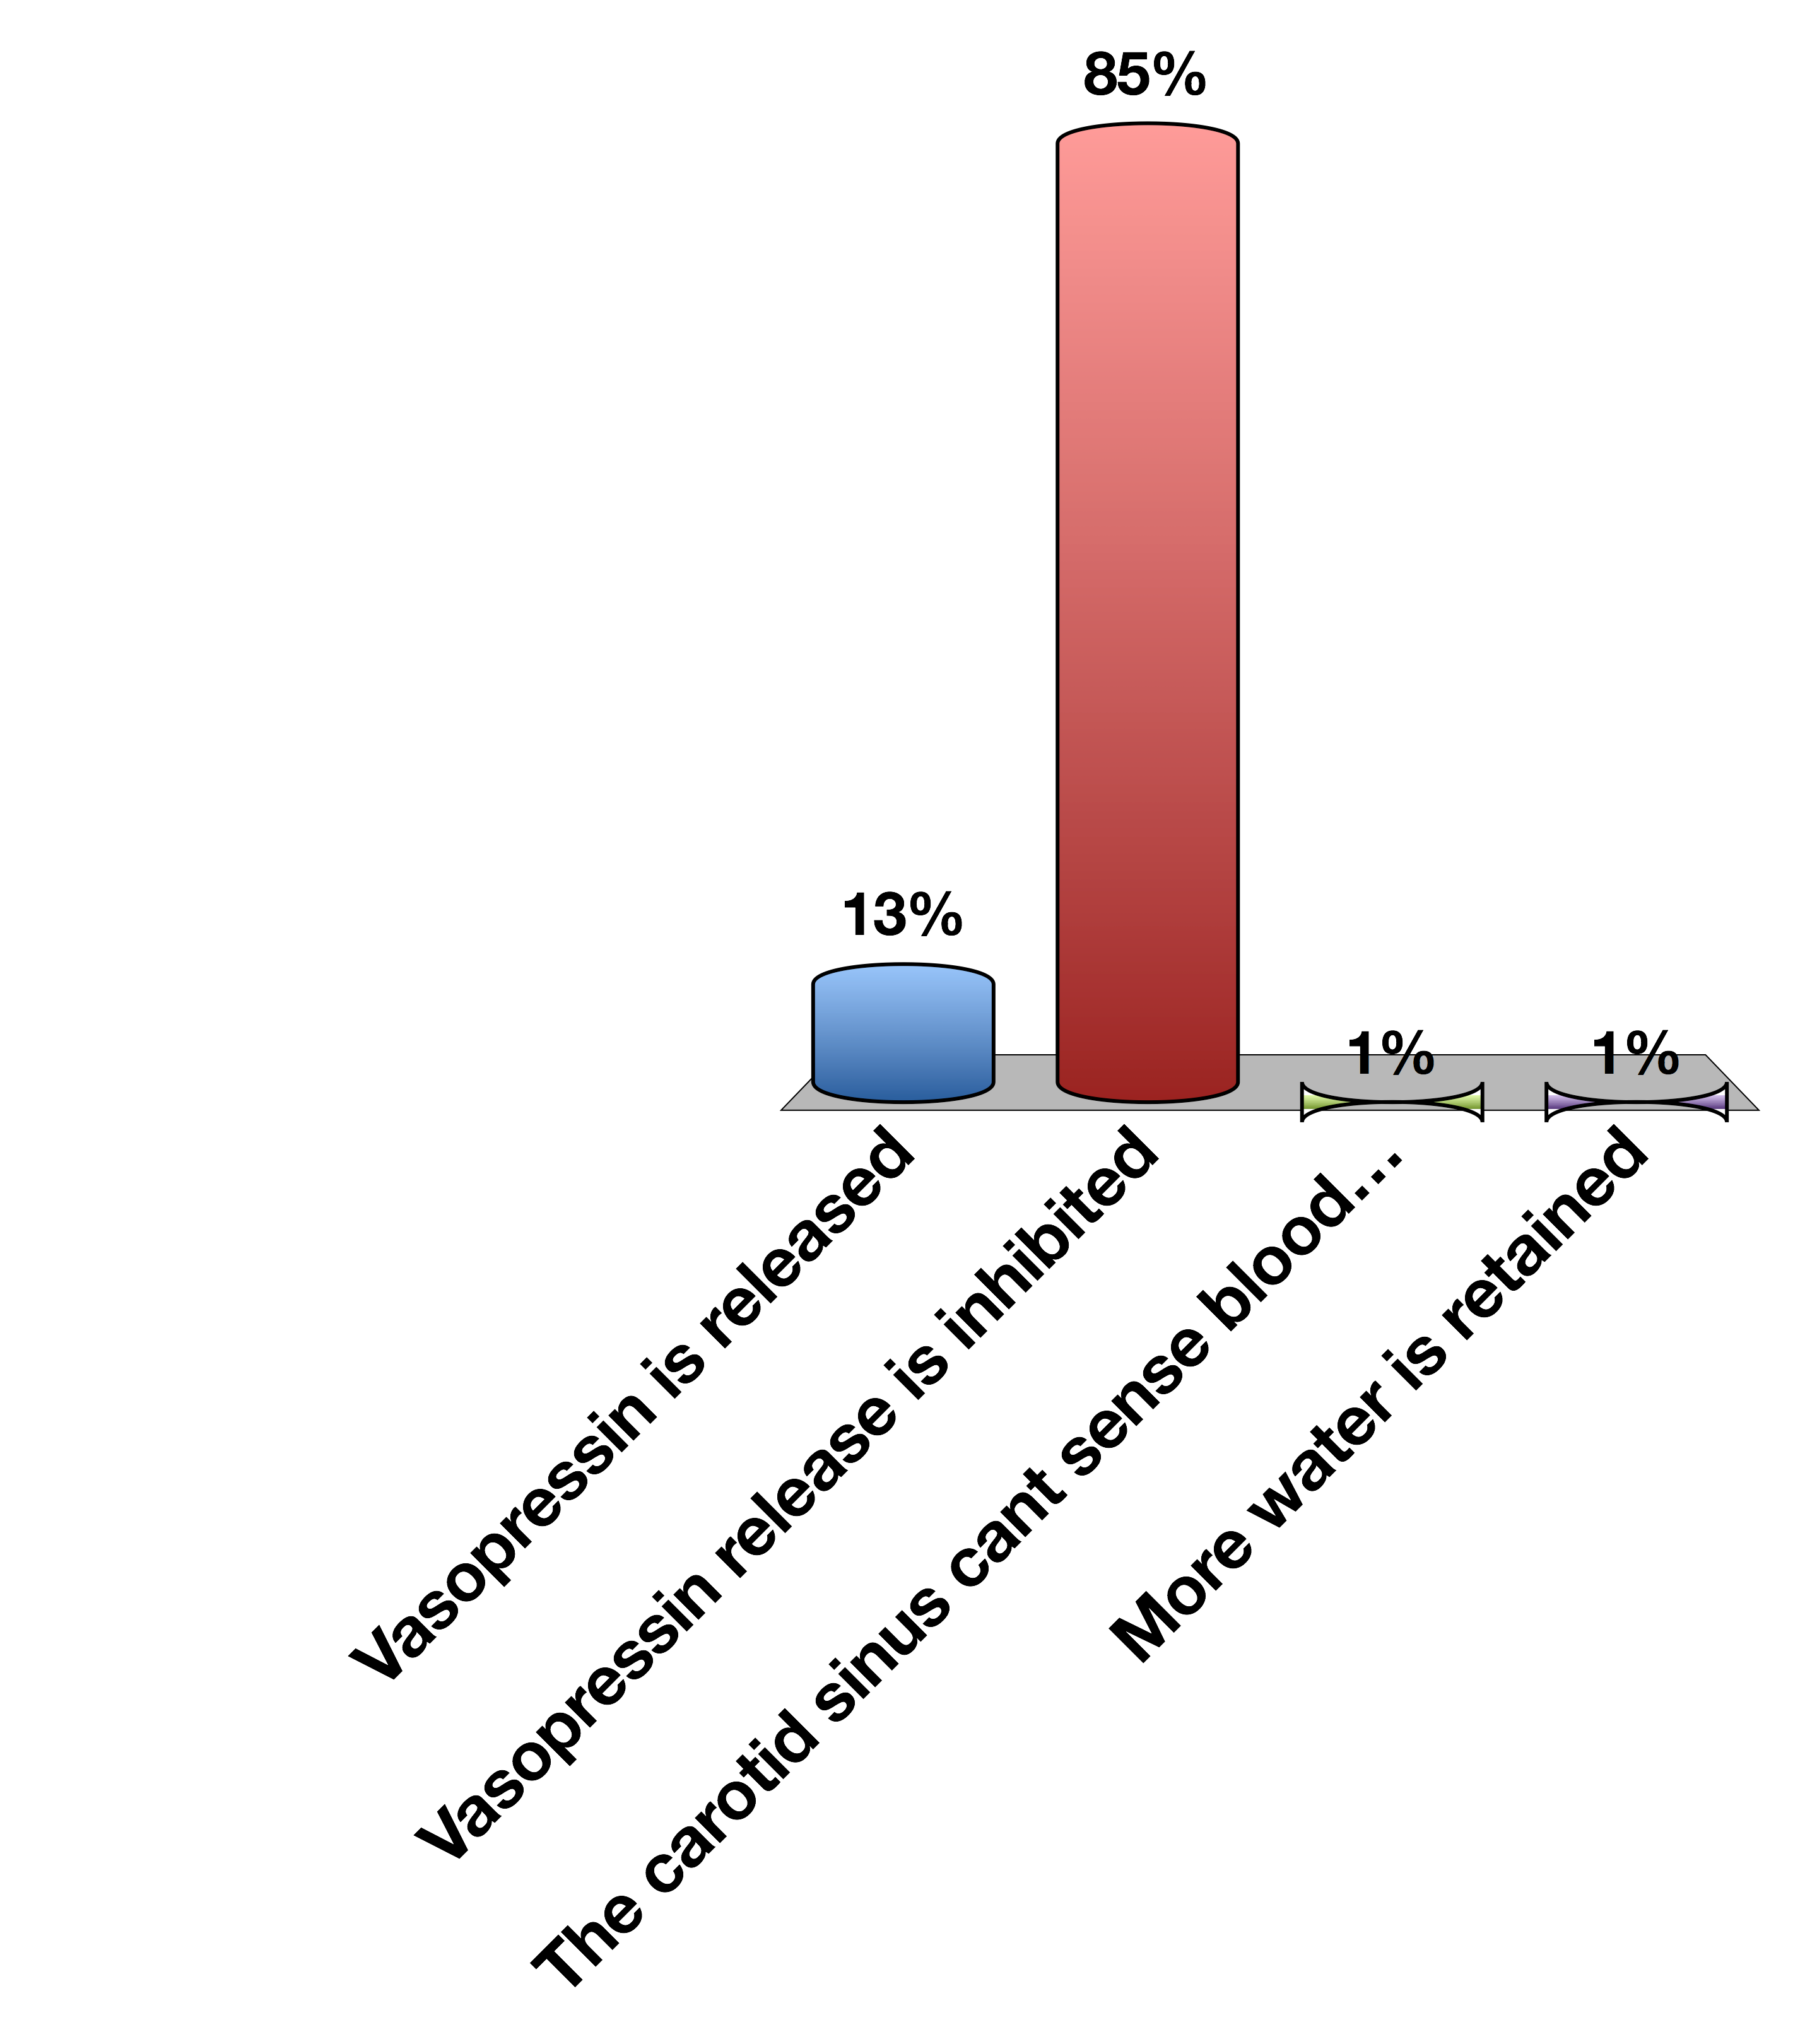 85%
13%
1%
1%
Vasopressin is released
Vasopressin release is inhibited
The carotid sinus cant sense blood...
More water is retained